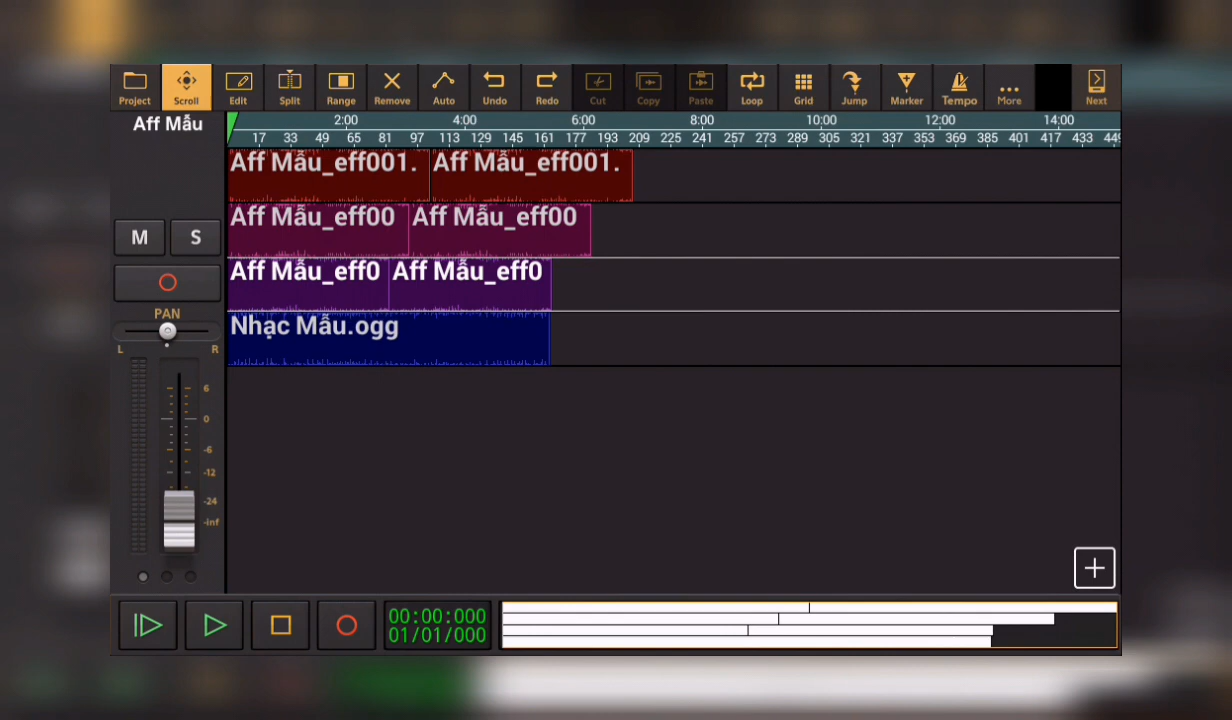 Project Scroll Edit Split Range Remove Auto Undo Redo Cut Copy Paste Loop Grid Jump Marker Tempo More Next
Aff Mẫu
2:00 4:00 6:00 8:00 10:00 12:00 14:00
17 33 49 65 81 97 113 129 145 161 177 193 209 225 241 257 273 289 305 321 337 353 369 385 401 417 433 449
Aff Mẫu_eff001. Aff Mẫu_eff001.
Aff Mẫu_eff00 Aff Mẫu_eff00
M S
Aff Mẫu_eff0 Aff Mẫu_eff0
PAN
Nhạc Mẫu.ogg
L R
6
0
-6
-12
-24
-inf
00:00:000
01/01/000